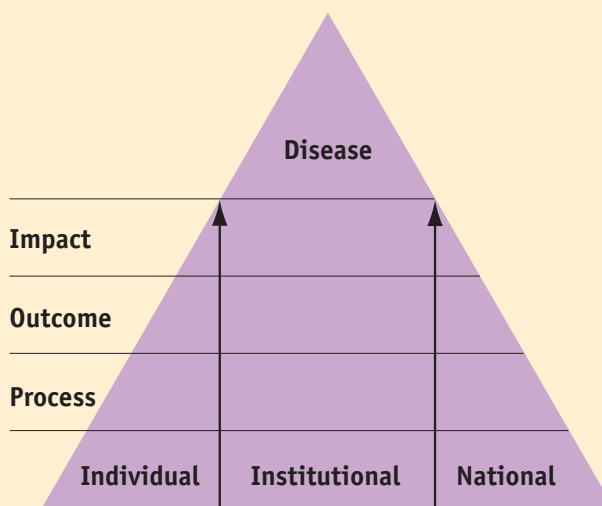 Disease
Impact
Outcome
Process
Individual Institutional National